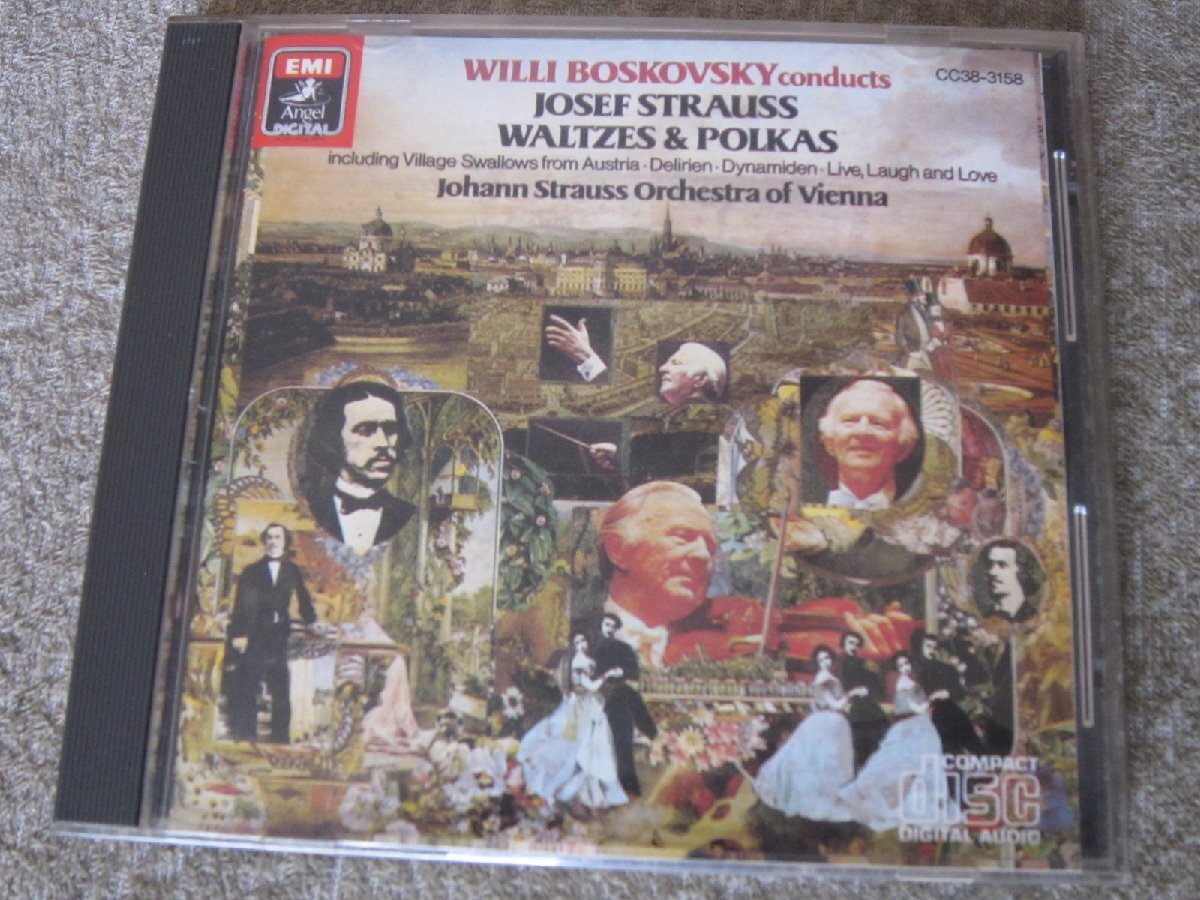 EMI
Angel
DIGITAL
WILLI BOSKOVSKY conducts
CC38-3158
JOSEF STRAUSS
WALTZES & POLKAS
including Village Swallows from Austria · Delirien · Dynamiden · Live, Laugh and Love
Johann Strauss Orchestra of Vienna
COMPACT
disc
DIGITAL AUDIO